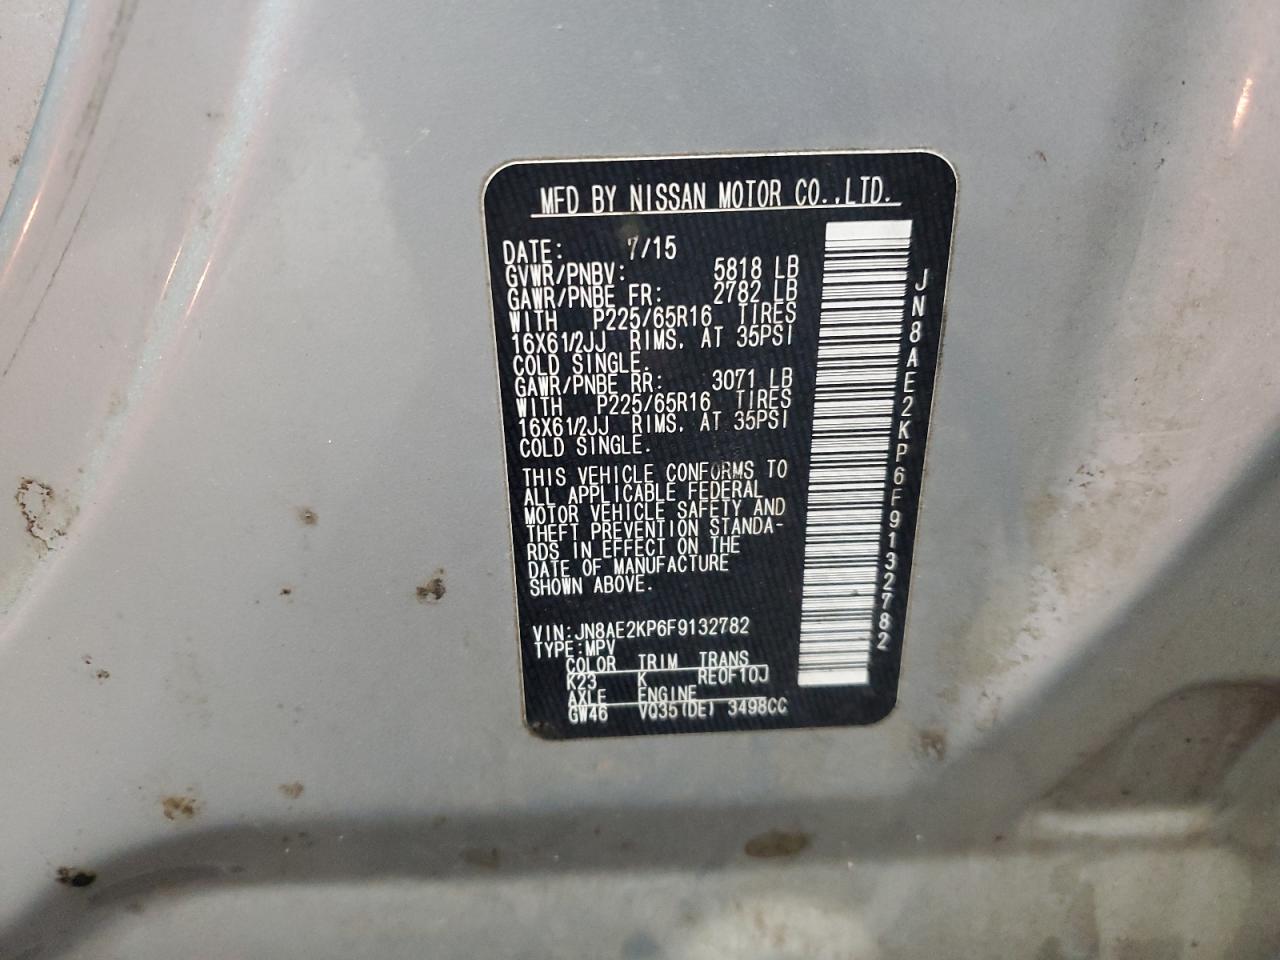 MFD BY NISSAN MOTOR CO.,LTD.
DATE: 7/15
GVWR/PNBV: 5818 LB
GAWR/PNBE FR: 2782 LB
WITH P225/65R16 TIRES
16X61/2JJ RIMS. AT 35PSI
COLD SINGLE.
GAWR/PNBE RR: 3071 LB
WITH P225/65R16 TIRES
16X61/2JJ RIMS. AT 35PSI
COLD SINGLE.
THIS VEHICLE CONFORMS TO
ALL APPLICABLE FEDERAL
MOTOR VEHICLE SAFETY AND
THEFT PREVENTION STANDA-
RDS IN EFFECT ON THE
DATE OF MANUFACTURE
SHOWN ABOVE.
VIN:JN8AE2KP6F9132782
TYPE:MPV
COLOR TRIM TRANS
K23 K RE0F10J
AXLE ENGINE
GW46 VQ35(DE) 3498CC
JN8AE2KP6F9132782